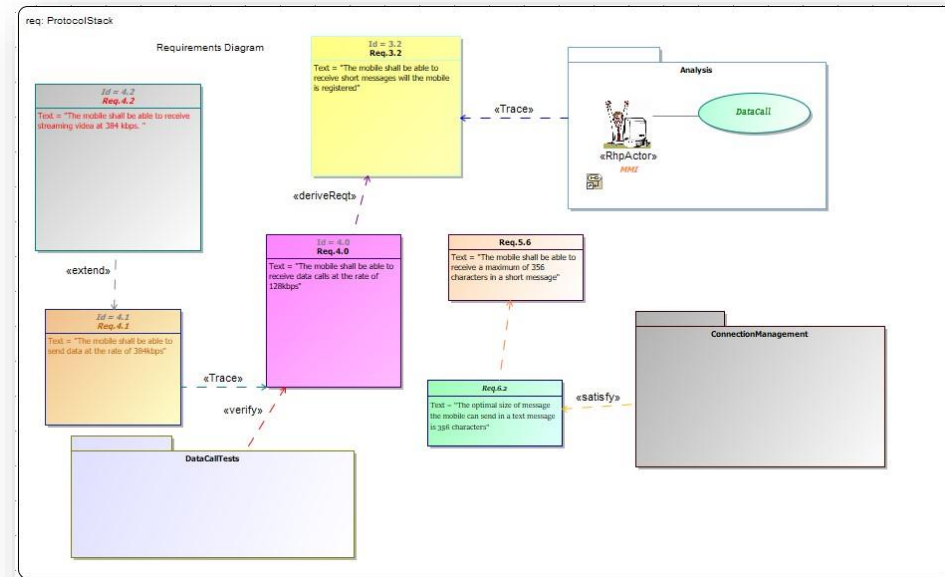 req: ProtocolStack
Requirements Diagram
Id = 3.2
Req.3.2
Text = "The mobile shall be able to
receive short messages will the mobile
is registered"
Analysis
DataCall
«RhpActor»
MMI
«Trace»
Id = 4.2
Req.4.2
Text = "The mobile shall be able to receive
streaming videa at 384 kbps. "
«deriveReqt»
«extend»
Id = 4.0
Req.4.0
Text = "The mobile shall be able to
receive data calls at the rate of
128kbps"
Req.5.6
Text = "The mobile shall be able to
receive a maximum of 356
characters in a short message"
Id = 4.1
Req.4.1
Text = "The mobile shall be able to
send data at the rate of 384kbps"
«Trace»
«verify»
ConnectionManagement
Req.6.2
Text = "The optimal size of message
the mobile can send in a text message
is 356 characters"
«satisfy»
DataCallTests